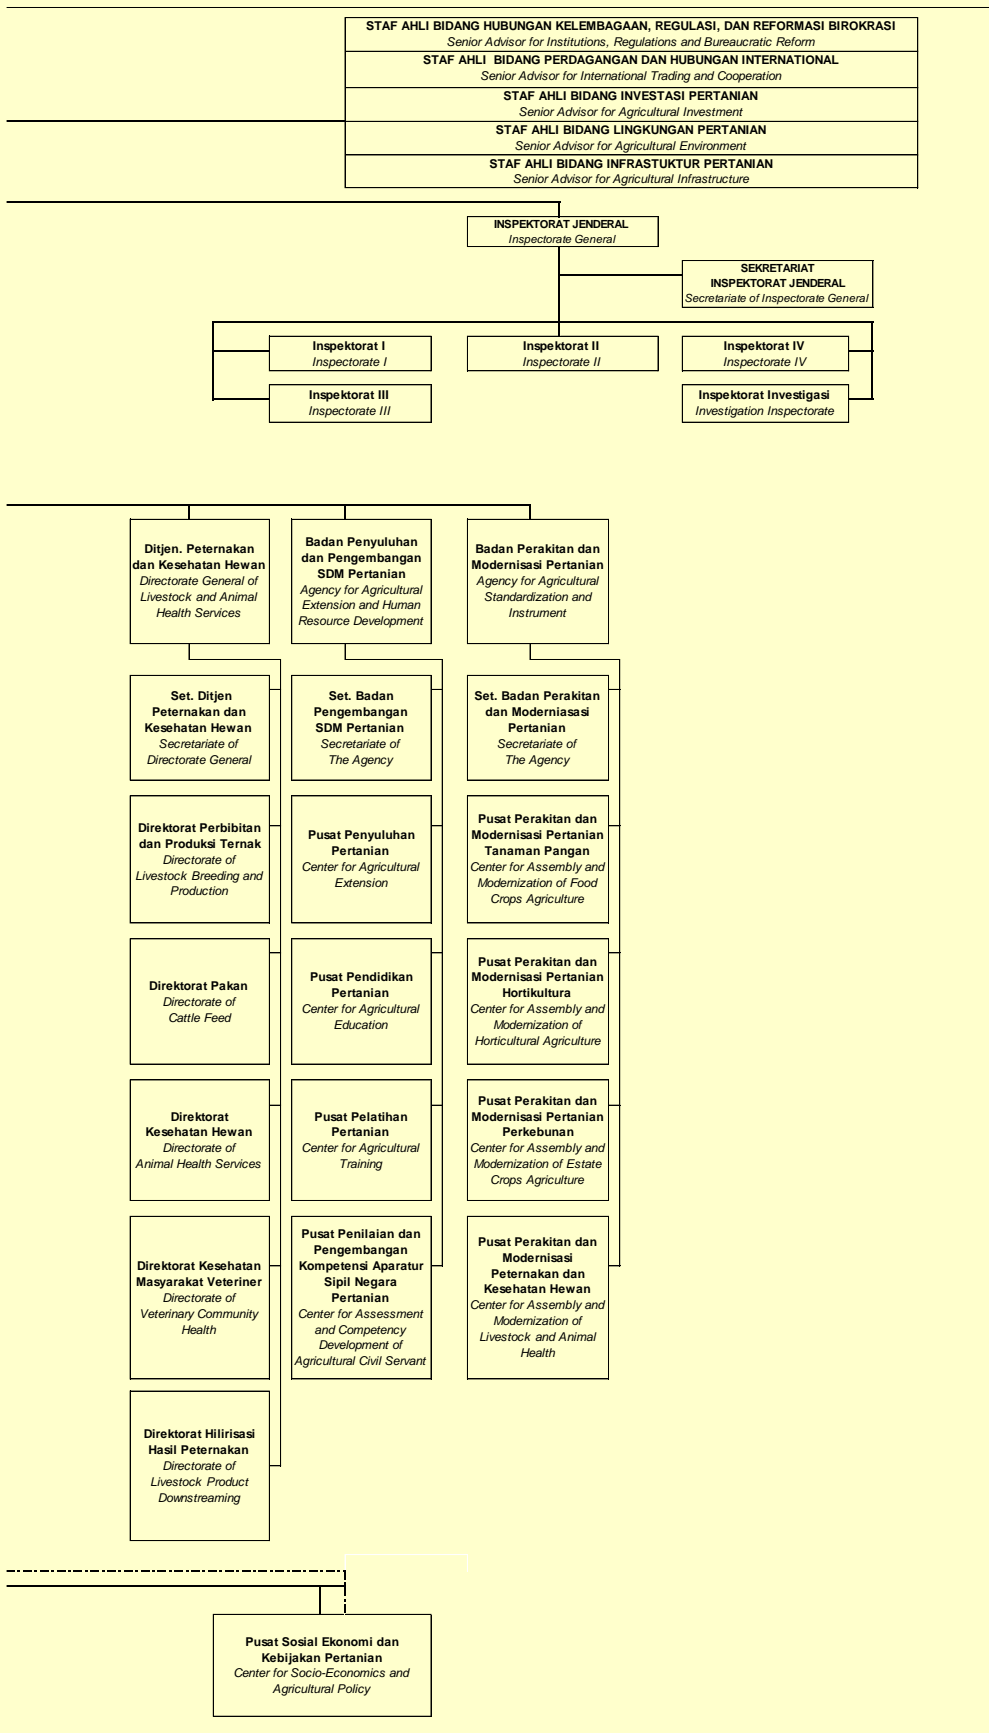 STAF AHLI BIDANG HUBUNGAN KELEMBAGAAN, REGULASI, DAN REFORMASI BIROKRASI
Senior Advisor for Institutions, Regulations and Bureaucratic Reform
STAF AHLI BIDANG PERDAGANGAN DAN HUBUNGAN INTERNATIONAL
Senior Advisor for International Trading and Cooperation
STAF AHLI BIDANG INVESTASI PERTANIAN
Senior Advisor for Agricultural Investment
STAF AHLI BIDANG LINGKUNGAN PERTANIAN
Senior Advisor for Agricultural Environment
STAF AHLI BIDANG INFRASTUKTUR PERTANIAN
Senior Advisor for Agricultural Infrastructure
INSPEKTORAT JENDERAL
Inspectorate General
SEKRETARIAT
INSPEKTORAT JENDERAL
Secretariate of Inspectorate General
Inspektorat I
Inspectorate I
Inspektorat II
Inspectorate II
Inspektorat IV
Inspectorate IV
Inspektorat III
Inspectorate III
Inspektorat Investigasi
Investigation Inspectorate
Ditjen. Peternakan
dan Kesehatan Hewan
Directorate General of
Livestock and Animal
Health Services
Badan Penyuluhan
dan Pengembangan
SDM Pertanian
Agency for Agricultural
Extension and Human
Resource Development
Badan Perakitan dan
Modernisasi Pertanian
Agency for Agricultural
Standardization and
Instrument
Set. Ditjen
Peternakan dan
Kesehatan Hewan
Secretariate of
Directorate General
Set. Badan
Pengembangan
SDM Pertanian
Secretariate of
The Agency
Set. Badan Perakitan
dan Moderniasasi
Pertanian
Secretariate of
The Agency
Direktorat Perbibitan
dan Produksi Ternak
Directorate of
Livestock Breeding and
Production
Pusat Penyuluhan
Pertanian
Center for Agricultural
Extension
Pusat Perakitan dan
Modernisasi Pertanian
Tanaman Pangan
Center for Assembly and
Modernization of Food
Crops Agriculture
Direktorat Pakan
Directorate of
Cattle Feed
Pusat Pendidikan
Pertanian
Center for Agricultural
Education
Pusat Perakitan dan
Modernisasi Pertanian
Hortikultura
Center for Assembly and
Modernization of
Horticultural Agriculture
Direktorat
Kesehatan Hewan
Directorate of
Animal Health Services
Pusat Pelatihan
Pertanian
Center for Agricultural
Training
Pusat Perakitan dan
Modernisasi Pertanian
Perkebunan
Center for Assembly and
Modernization of Estate
Crops Agriculture
Direktorat Kesehatan
Masyarakat Veteriner
Directorate of
Veterinary Community
Health
Pusat Penilaian dan
Pengembangan
Kompetensi Aparatur
Sipil Negara
Pertanian
Center for Assessment
and Competency
Development of
Agricultural Civil Servant
Pusat Perakitan dan
Modernisasi
Peternakan dan
Kesehatan Hewan
Center for Assembly and
Modernization of
Livestock and Animal
Health
Direktorat Hilirisasi
Hasil Peternakan
Directorate of
Livestock Product
Downstreaming
Pusat Sosial Ekonomi dan
Kebijakan Pertanian
Center for Socio-Economics and
Agricultural Policy